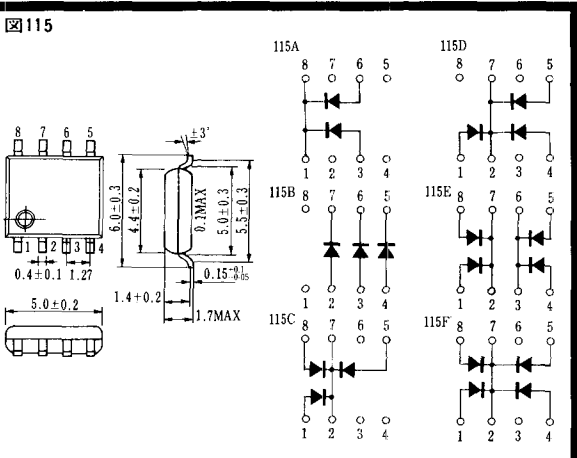 図115
8 7 6 5
1 2 3 4
0.4±0.1 1.27
5.0±0.2
±3°
6.0±0.3
4.4±0.2
0.1MAX
5.0±0.3
5.5±0.3
0.15+0.1-0.05
1.4+0.2
1.7MAX
115A
8 7 6 5
1 2 3 4
115B
8 7 6 5
1 2 3 4
115C
8 7 6 5
1 2 3 4
115D
8 7 6 5
1 2 3 4
115E
8 7 6 5
1 2 3 4
115F
8 7 6 5
1 2 3 4